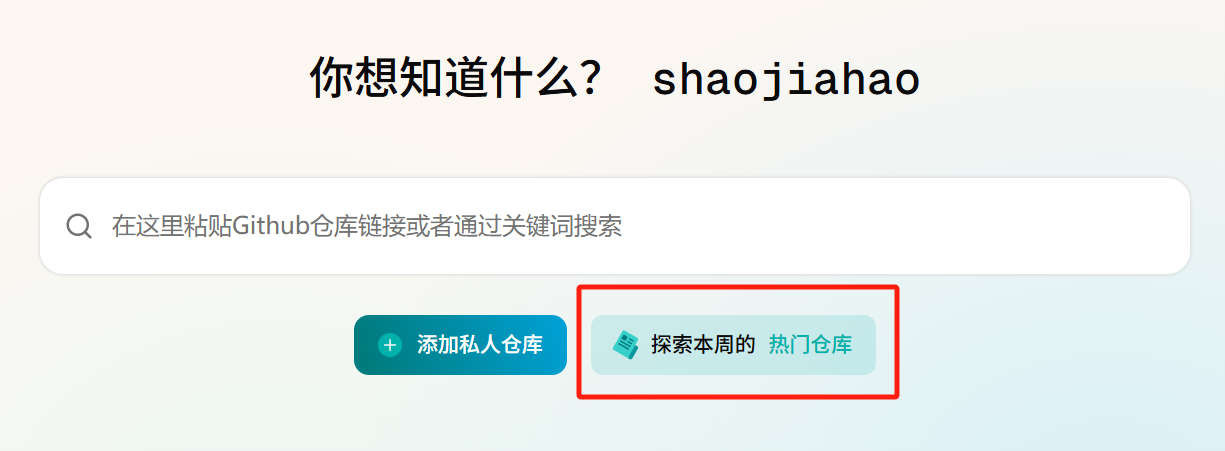 你想知道什么？ shaojiahao
在这里粘贴Github仓库链接或者通过关键词搜索
添加私人仓库
探索本周的 热门仓库